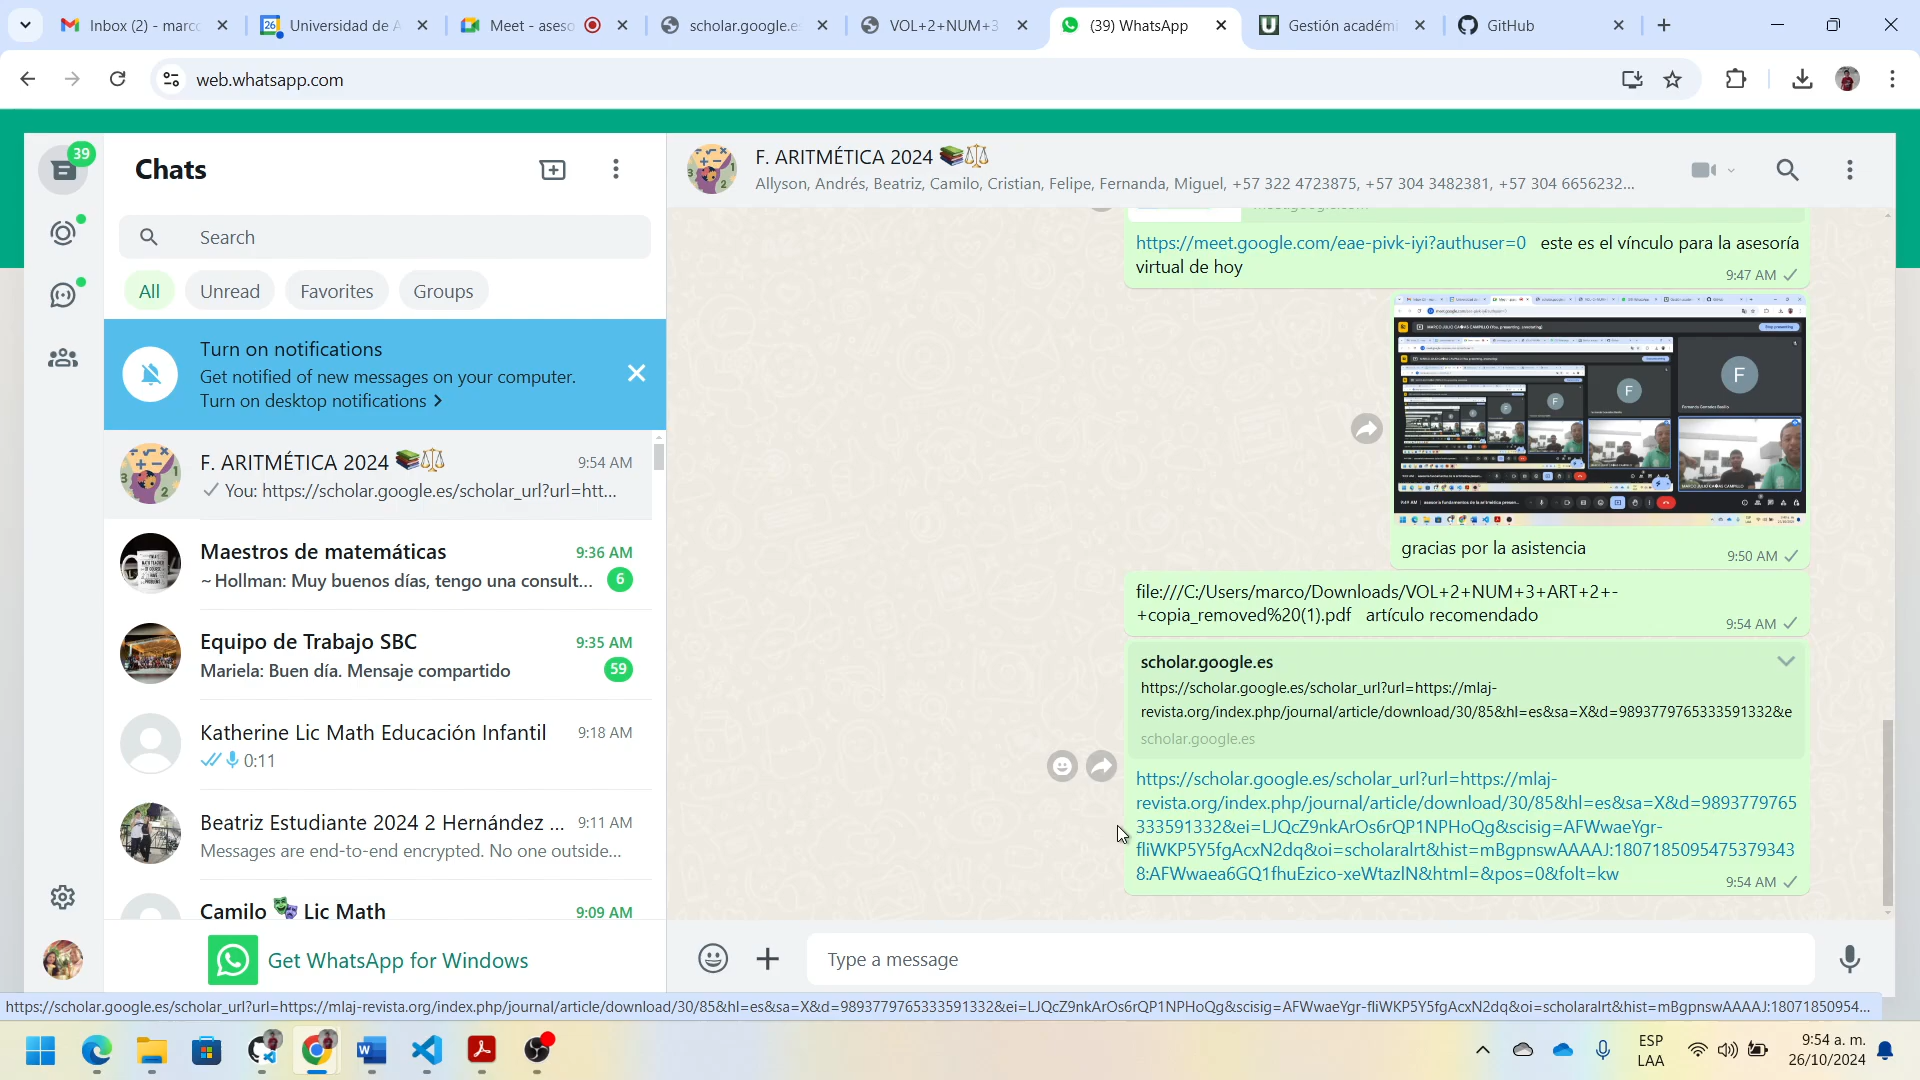 Inbox (2) - marc
Universidad de A
Meet - aseso
scholar.google.e
VOL+2+NUM+3
(39) WhatsApp
Gestión académi
GitHub
web.whatsapp.com
39
Chats
Search
All
Unread
Favorites
Groups
Turn on notifications
Get notified of new messages on your computer.
Turn on desktop notifications
F. ARITMÉTICA 2024
9:54 AM
You: https://scholar.google.es/scholar_url?url=htt...
Maestros de matemáticas
9:36 AM
~ Hollman: Muy buenos días, tengo una consult...
6
Equipo de Trabajo SBC
9:35 AM
Mariela: Buen día. Mensaje compartido
59
Katherine Lic Math Educación Infantil
9:18 AM
0:11
Beatriz Estudiante 2024 2 Hernández ...
9:11 AM
Messages are end-to-end encrypted. No one outside...
Camilo Lic Math
9:09 AM
Get WhatsApp for Windows
F. ARITMÉTICA 2024
Allyson, Andrés, Beatriz, Camilo, Cristian, Felipe, Fernanda, Miguel, +57 322 4723875, +57 304 3482381, +57 304 6656232...
https://meet.google.com/eae-pivk-iyi?authuser=0 este es el vínculo para la asesoría
virtual de hoy
9:47 AM
F
gracias por la asistencia
9:50 AM
file:///C:/Users/marco/Downloads/VOL+2+NUM+3+ART+2+-
+copia_removed%20(1).pdf artículo recomendado
9:54 AM
scholar.google.es
https://scholar.google.es/scholar_url?url=https://mlaj-
revista.org/index.php/journal/article/download/30/85&hl=es&sa=X&d=9893779765333591332&e
scholar.google.es
https://scholar.google.es/scholar_url?url=https://mlaj-
revista.org/index.php/journal/article/download/30/85&hl=es&sa=X&d=9893779765
333591332&ei=LJQcZ9nkArOs6rQP1NPHoQg&scisig=AFWwaeYgr-
fliWKP5Y5fgAcxN2dq&oi=scholaralrt&hist=mBgpnswAAAAJ:1807185095475379343
8:AFWwaea6GQ1fhuEzico-xeWtazlN&html=&pos=0&folt=kw
9:54 AM
Type a message
https://scholar.google.es/scholar_url?url=https://mlaj-revista.org/index.php/journal/article/download/30/85&hl=es&sa=X&d=9893779765333591332&ei=LJQcZ9nkArOs6rQP1NPHoQg&scisig=AFWwaeYgr-fliWKP5Y5fgAcxN2dq&oi=scholaralrt&hist=mBgpnswAAAAJ:18071850954...
ESP
LAA
9:54 a. m.
26/10/2024